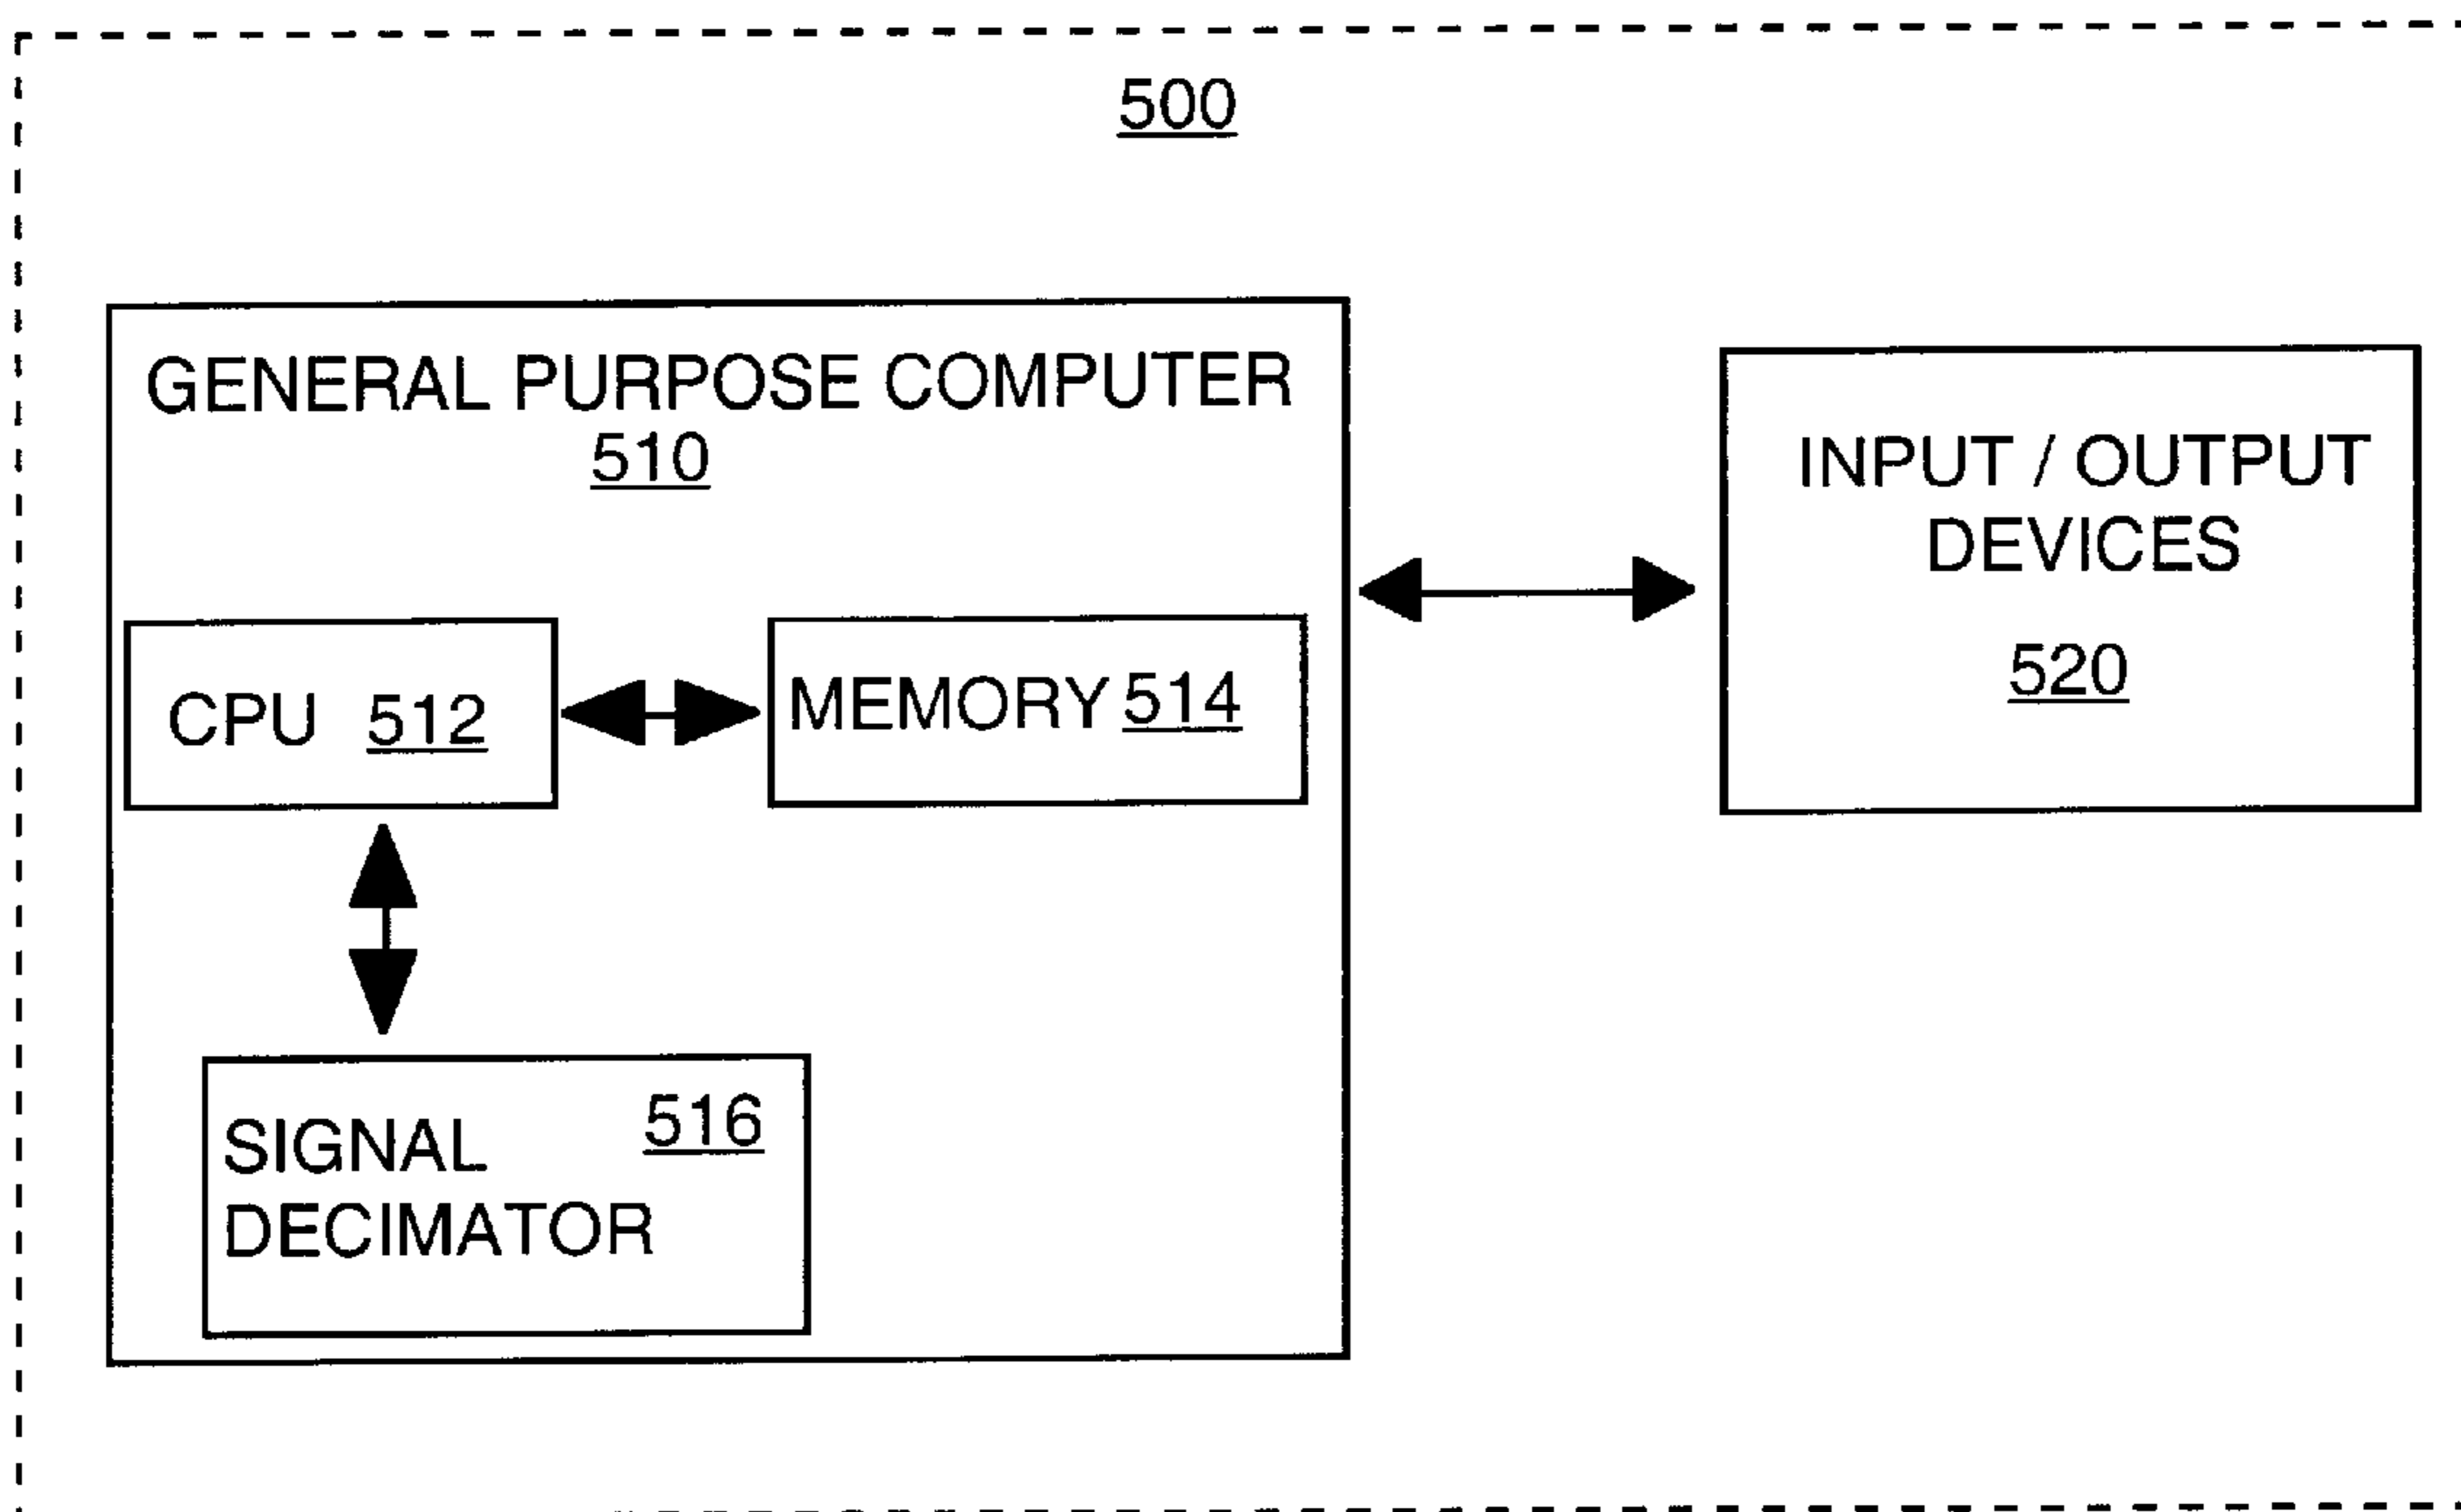 500
GENERAL PURPOSE COMPUTER
510
INPUT / OUTPUT
DEVICES
520
CPU 512
MEMORY 514
516
SIGNAL
DECIMATOR